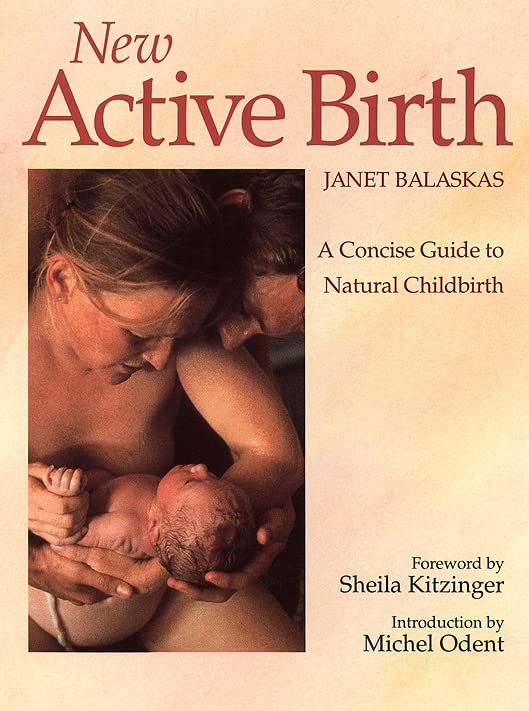 New
Active Birth
JANET BALASKAS
A Concise Guide to
Natural Childbirth
Foreword by
Sheila Kitzinger
Introduction by
Michel Odent